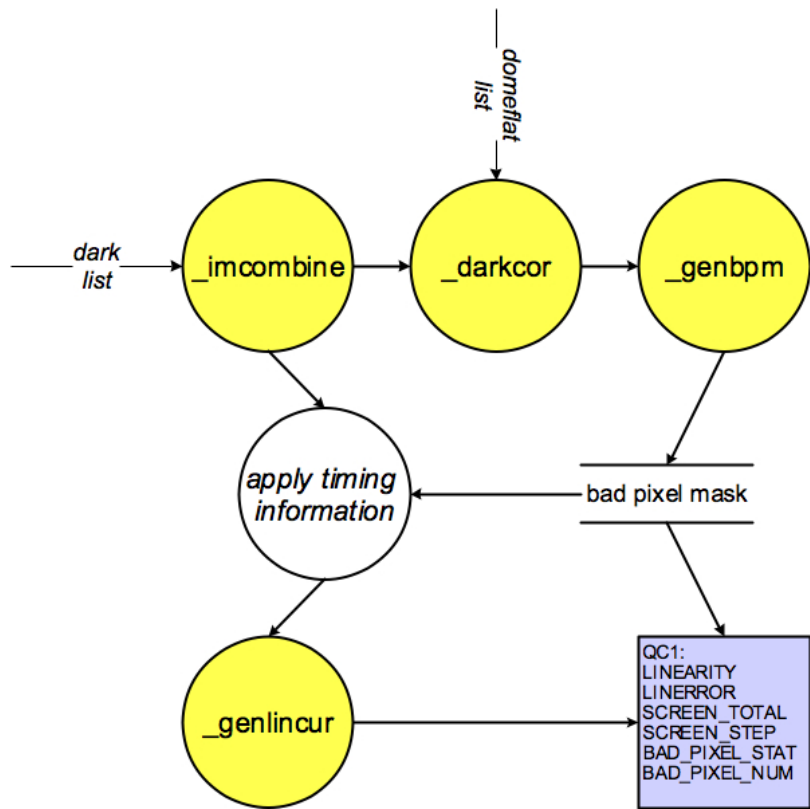 domeflat
list
dark
list
_imcombine
_darkcor
_genbpm
apply timing
information
bad pixel mask
_genlincur
QC1:
LINEARITY
LINERROR
SCREEN_TOTAL
SCREEN_STEP
BAD_PIXEL_STAT
BAD_PIXEL_NUM